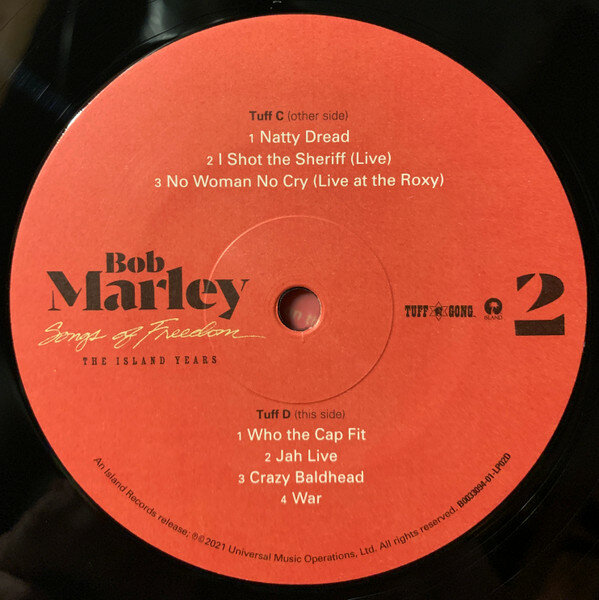 Tuff C (other side)
1 Natty Dread
2 I Shot the Sheriff (Live)
3 No Woman No Cry (Live at the Roxy)
Bob
Marley
Songs of Freedom
THE ISLAND YEARS
TUFF GONG
ISLAND
2
Tuff D (this side)
1 Who the Cap Fit
2 Jah Live
3 Crazy Baldhead
4 War
An Island Records release; ℗©2021 Universal Music Operations, Ltd. All rights reserved. B0033094-01-LP02D